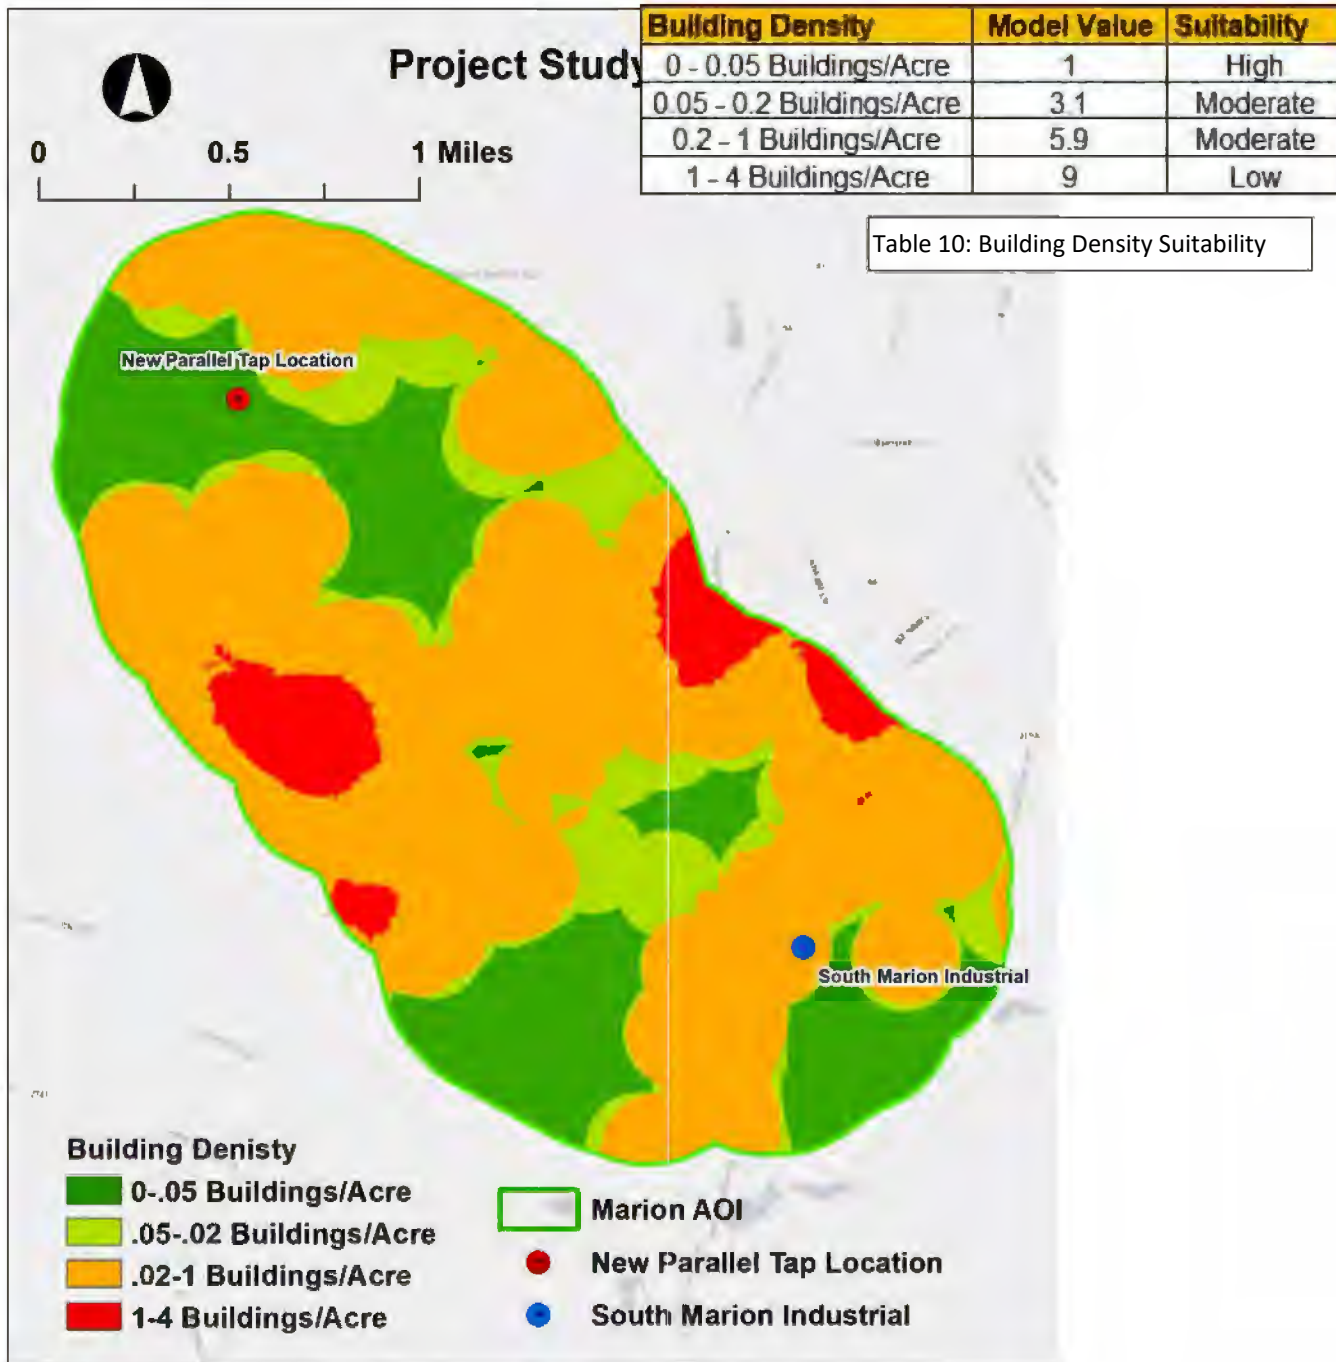 Project Study
Building Density Model Value Suitability
0 - 0.05 Buildings/Acre 1 High
0.05 - 0.2 Buildings/Acre 3.1 Moderate
0.2 - 1 Buildings/Acre 5.9 Moderate
1 - 4 Buildings/Acre 9 Low
Table 10: Building Density Suitability
0 0.5 1 Miles
New Parallel Tap Location
South Marion Industrial
Building Denisty
0-.05 Buildings/Acre
.05-.02 Buildings/Acre
.02-1 Buildings/Acre
1-4 Buildings/Acre
Marion AOI
New Parallel Tap Location
South Marion Industrial